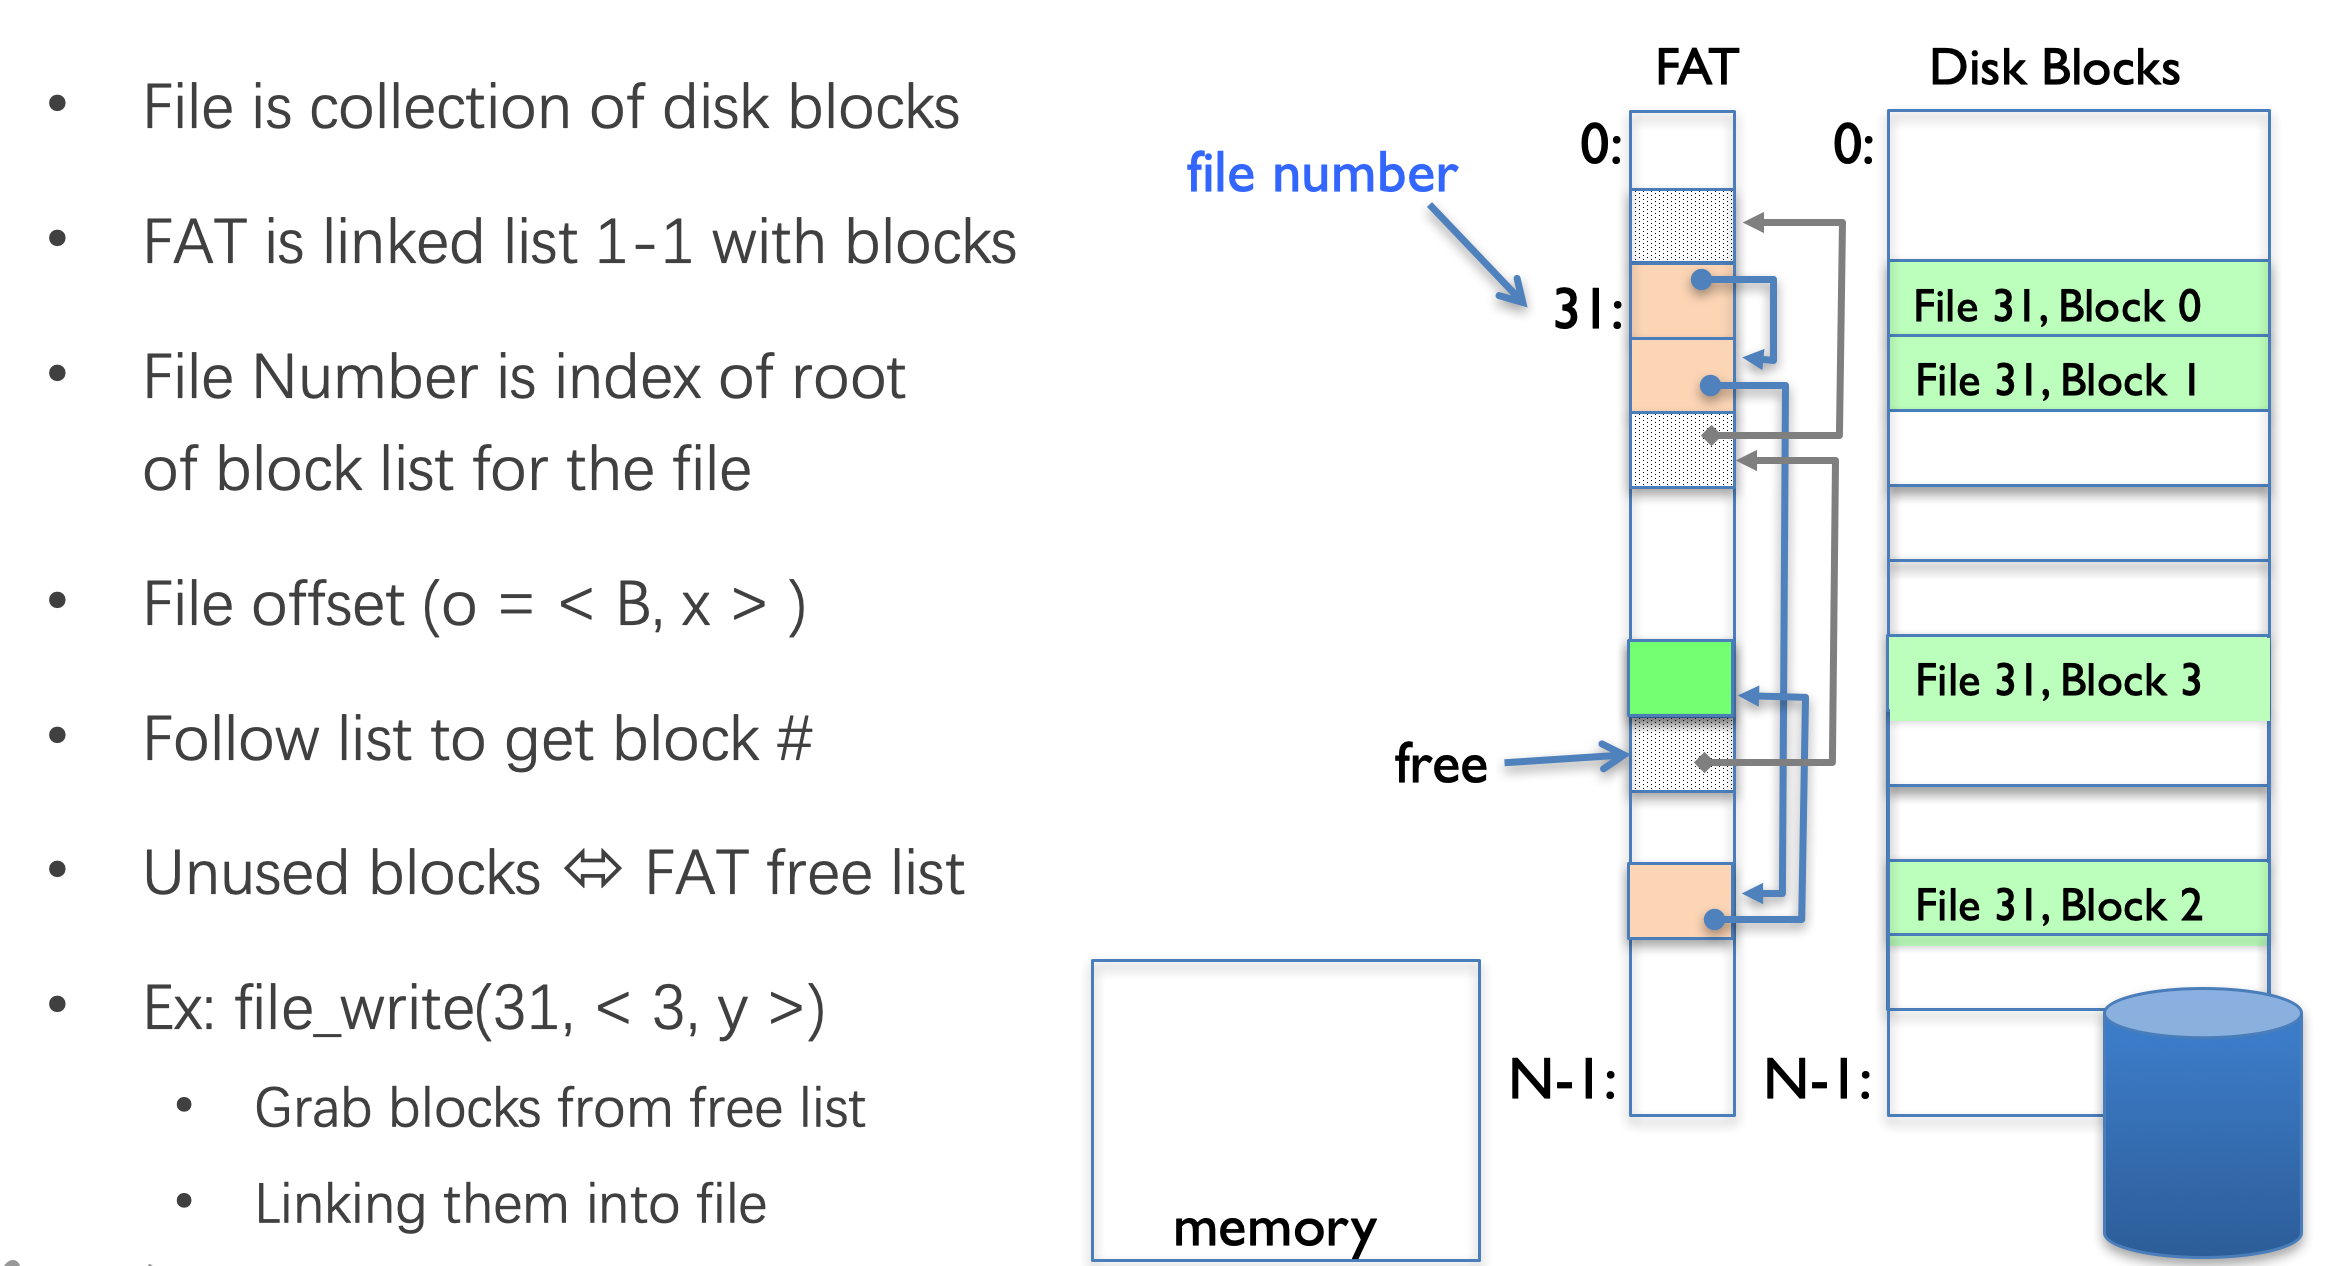 • File is collection of disk blocks
• FAT is linked list 1-1 with blocks
• File Number is index of root
of block list for the file
• File offset (o = < B, x > )
• Follow list to get block #
• Unused blocks ⬄ FAT free list
• Ex: file_write(31, < 3, y >)
• Grab blocks from free list
• Linking them into file
FAT
Disk Blocks
0:
0:
file number
31:
File 31, Block 0
File 31, Block 1
File 31, Block 3
free
File 31, Block 2
N-1:
N-1:
memory